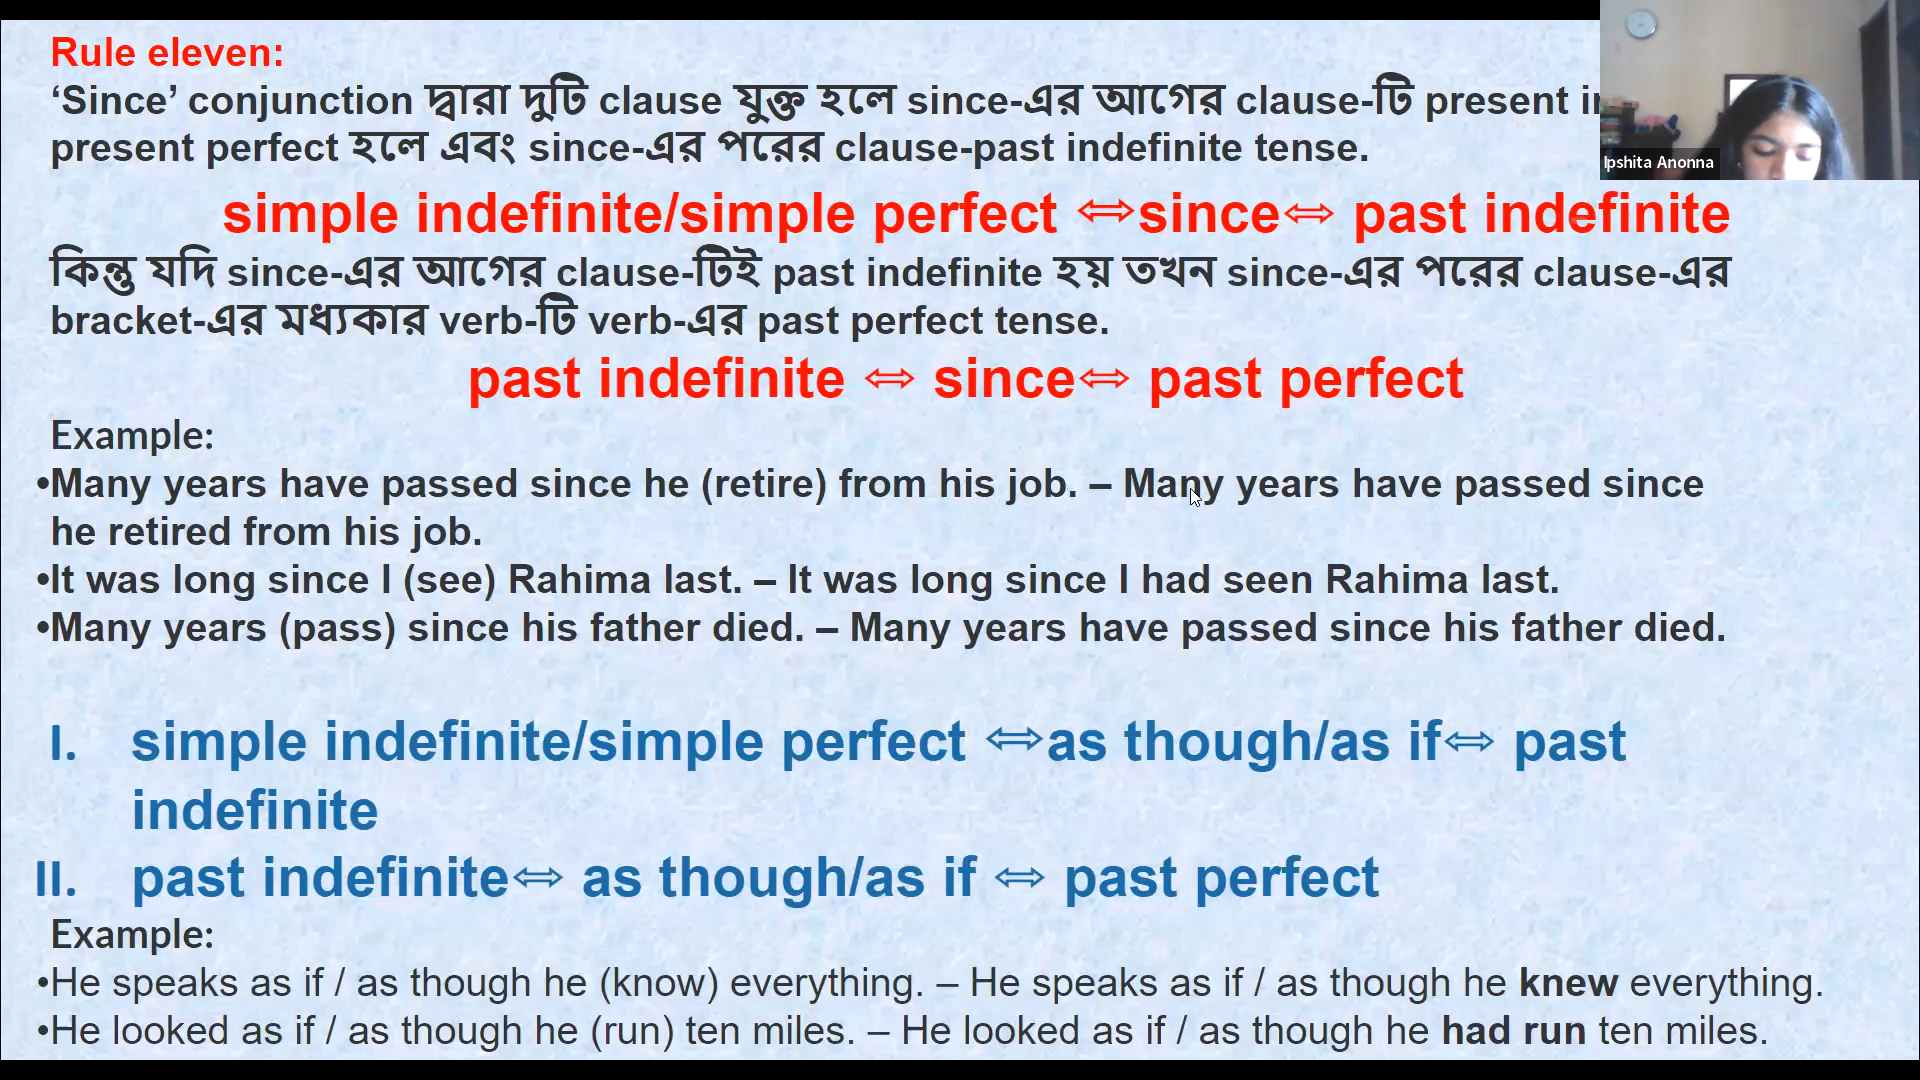 Rule eleven:
‘Since’ conjunction দ্বারা দুটি clause যুক্ত হলে since-এর আগের clause-টি present
present perfect হলে এবং since-এর পরের clause-past indefinite tense.
Ipshita Anonna
simple indefinite/simple perfect ⇔since⇔ past indefinite
কিন্তু যদি since-এর আগের clause-টিই past indefinite হয় তখন since-এর পরের clause-এর
bracket-এর মধ্যকার verb-টি verb-এর past perfect tense.
past indefinite ⇔ since⇔ past perfect
Example:
•Many years have passed since he (retire) from his job. – Many years have passed since
he retired from his job.
•It was long since I (see) Rahima last. – It was long since I had seen Rahima last.
•Many years (pass) since his father died. – Many years have passed since his father died.
I. simple indefinite/simple perfect ⇔as though/as if⇔ past
indefinite
II. past indefinite⇔ as though/as if ⇔ past perfect
Example:
•He speaks as if / as though he (know) everything. – He speaks as if / as though he knew everything.
•He looked as if / as though he (run) ten miles. – He looked as if / as though he had run ten miles.